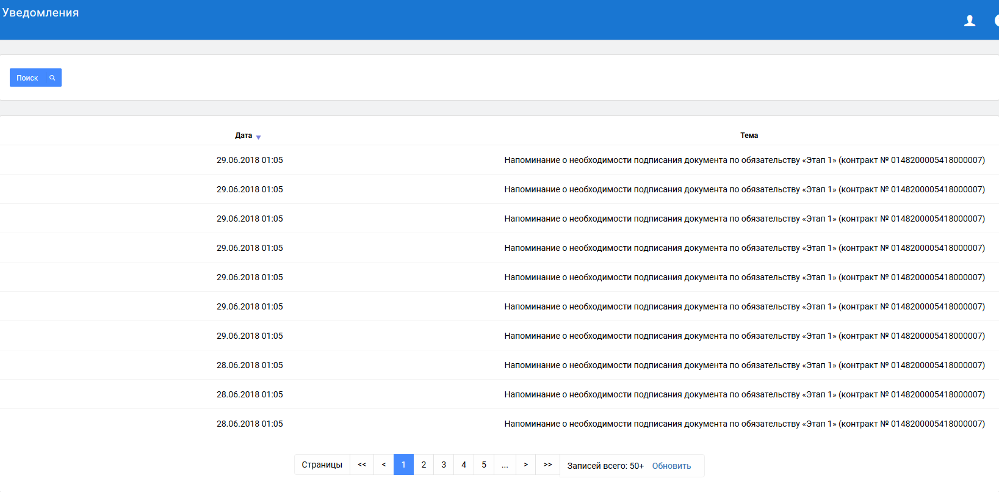 Уведомления
Поиск
Дата Тема
29.06.2018 01:05 Напоминание о необходимости подписания документа по обязательству «Этап 1» (контракт № 0148200005418000007)
29.06.2018 01:05 Напоминание о необходимости подписания документа по обязательству «Этап 1» (контракт № 0148200005418000007)
29.06.2018 01:05 Напоминание о необходимости подписания документа по обязательству «Этап 1» (контракт № 0148200005418000007)
29.06.2018 01:05 Напоминание о необходимости подписания документа по обязательству «Этап 1» (контракт № 0148200005418000007)
29.06.2018 01:05 Напоминание о необходимости подписания документа по обязательству «Этап 1» (контракт № 0148200005418000007)
29.06.2018 01:05 Напоминание о необходимости подписания документа по обязательству «Этап 1» (контракт № 0148200005418000007)
29.06.2018 01:05 Напоминание о необходимости подписания документа по обязательству «Этап 1» (контракт № 0148200005418000007)
28.06.2018 01:05 Напоминание о необходимости подписания документа по обязательству «Этап 1» (контракт № 0148200005418000007)
28.06.2018 01:05 Напоминание о необходимости подписания документа по обязательству «Этап 1» (контракт № 0148200005418000007)
28.06.2018 01:05 Напоминание о необходимости подписания документа по обязательству «Этап 1» (контракт № 0148200005418000007)
Страницы << < 1 2 3 4 5 ... > >> Записей всего: 50+ Обновить